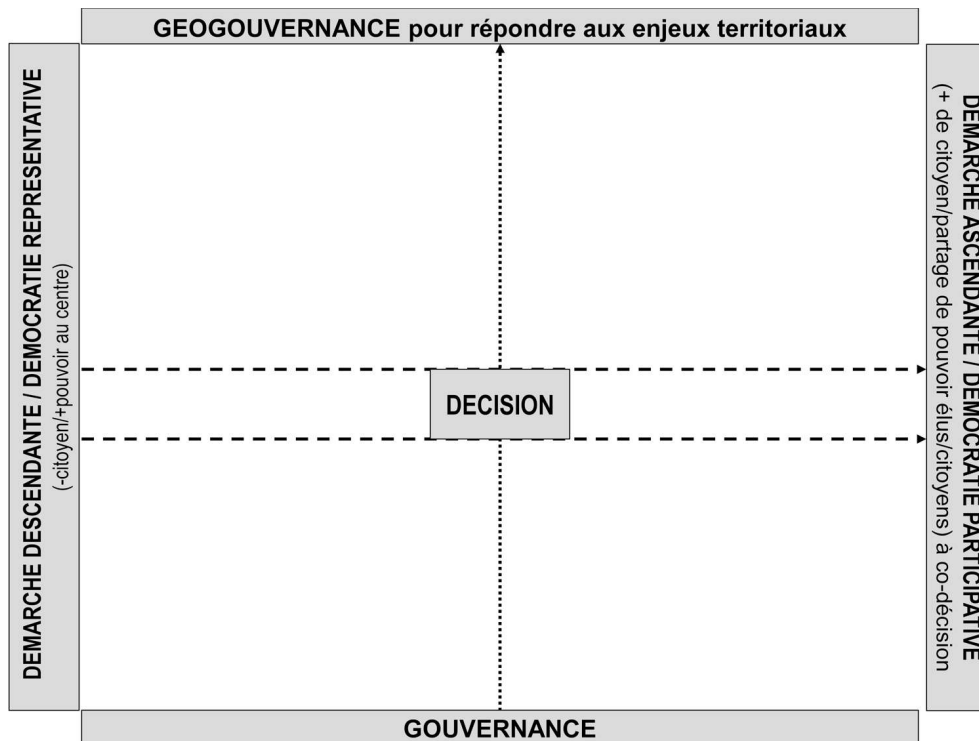 GEOGOUVERNANCE pour répondre aux enjeux territoriaux
DEMARCHE DESCENDANTE / DEMOCRATIE REPRESENTATIVE
(-citoyen/+pouvoir au centre)
DECISION
DEMARCHE ASCENDANTE / DEMOCRATIE PARTICIPATIVE
(+ de citoyen/partage de pouvoir élus/citoyens) à co-décision
GOUVERNANCE